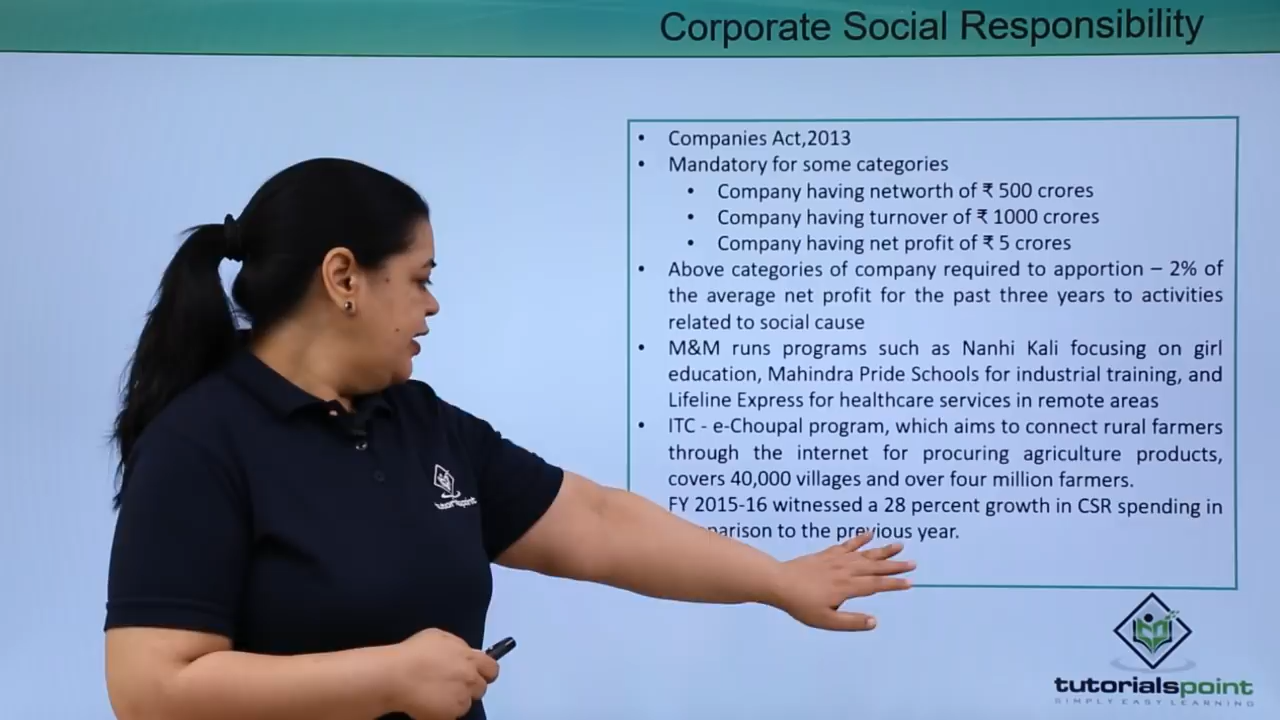 Corporate Social Responsibility
• Companies Act,2013
• Mandatory for some categories
• Company having networth of ₹ 500 crores
• Company having turnover of ₹ 1000 crores
• Company having net profit of ₹ 5 crores
• Above categories of company required to apportion – 2% of
the average net profit for the past three years to activities
related to social cause
• M&M runs programs such as Nanhi Kali focusing on girl
education, Mahindra Pride Schools for industrial training, and
Lifeline Express for healthcare services in remote areas
• ITC - e-Choupal program, which aims to connect rural farmers
through the internet for procuring agriculture products,
covers 40,000 villages and over four million farmers.
FY 2015-16 witnessed a 28 percent growth in CSR spending in
to the previous year.
tutorialspoint
tutorialspoint
SIMPLY EASY LEARNING